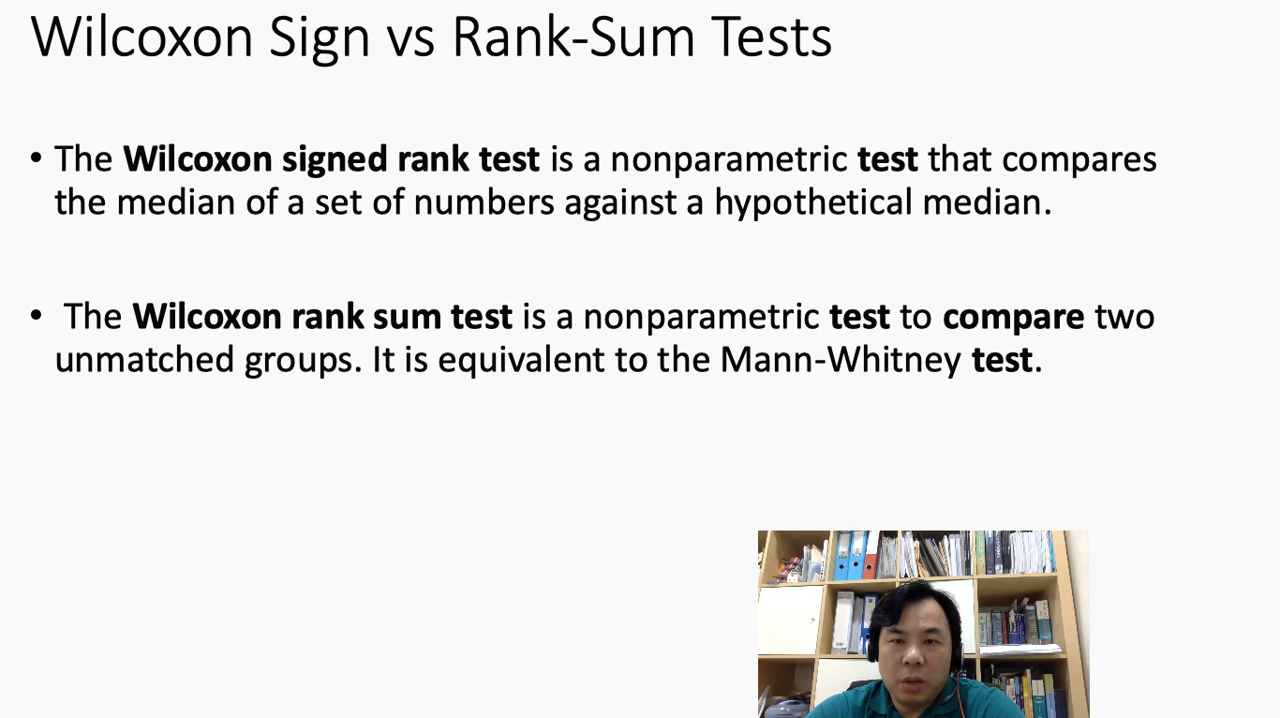 Wilcoxon Sign vs Rank-Sum Tests
• The Wilcoxon signed rank test is a nonparametric test that compares
the median of a set of numbers against a hypothetical median.
• The Wilcoxon rank sum test is a nonparametric test to compare two
unmatched groups. It is equivalent to the Mann-Whitney test.